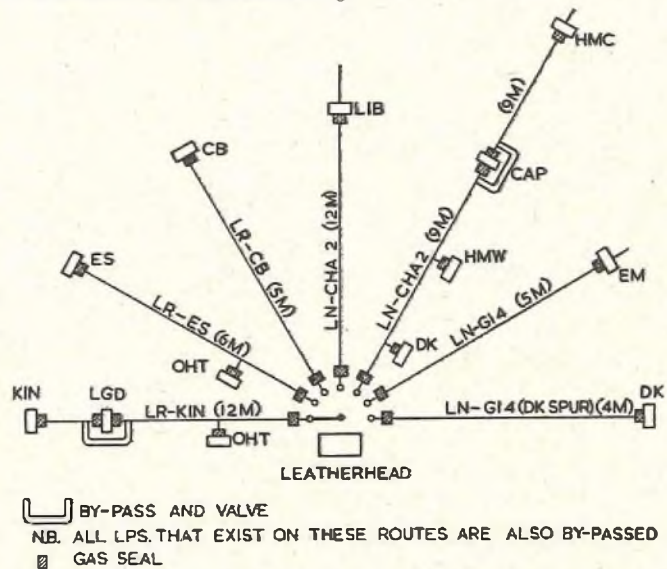 HMC
LIB
(9M)
CB
CAP
LR-CB (5M)
LN-CHA 2 (12M)
LN-CHA2 (9M)
HMW
ES
EM
LR-ES (6M)
LN-G14 (5M)
OHT
DK
KIN
LGD
LR-KIN (12M)
OHT
LN-G14 (DK SPUR) (4M)
DK
LEATHERHEAD
BY-PASS AND VALVE
N.B. ALL LPS. THAT EXIST ON THESE ROUTES ARE ALSO BY-PASSED
GAS SEAL